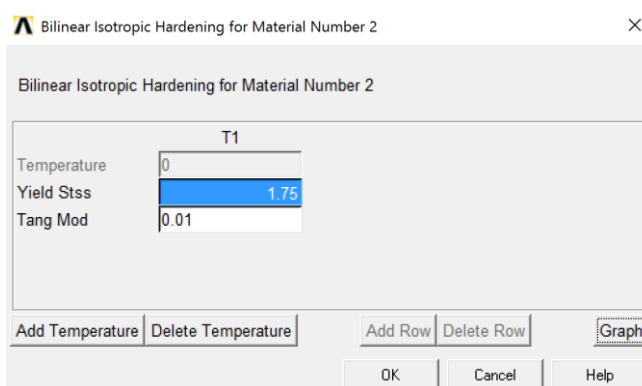 Bilinear Isotropic Hardening for Material Number 2
Bilinear Isotropic Hardening for Material Number 2
T1
Temperature 0
Yield Stss 1.75
Tang Mod 0.01
Add Temperature Delete Temperature Add Row Delete Row Graph
OK Cancel Help